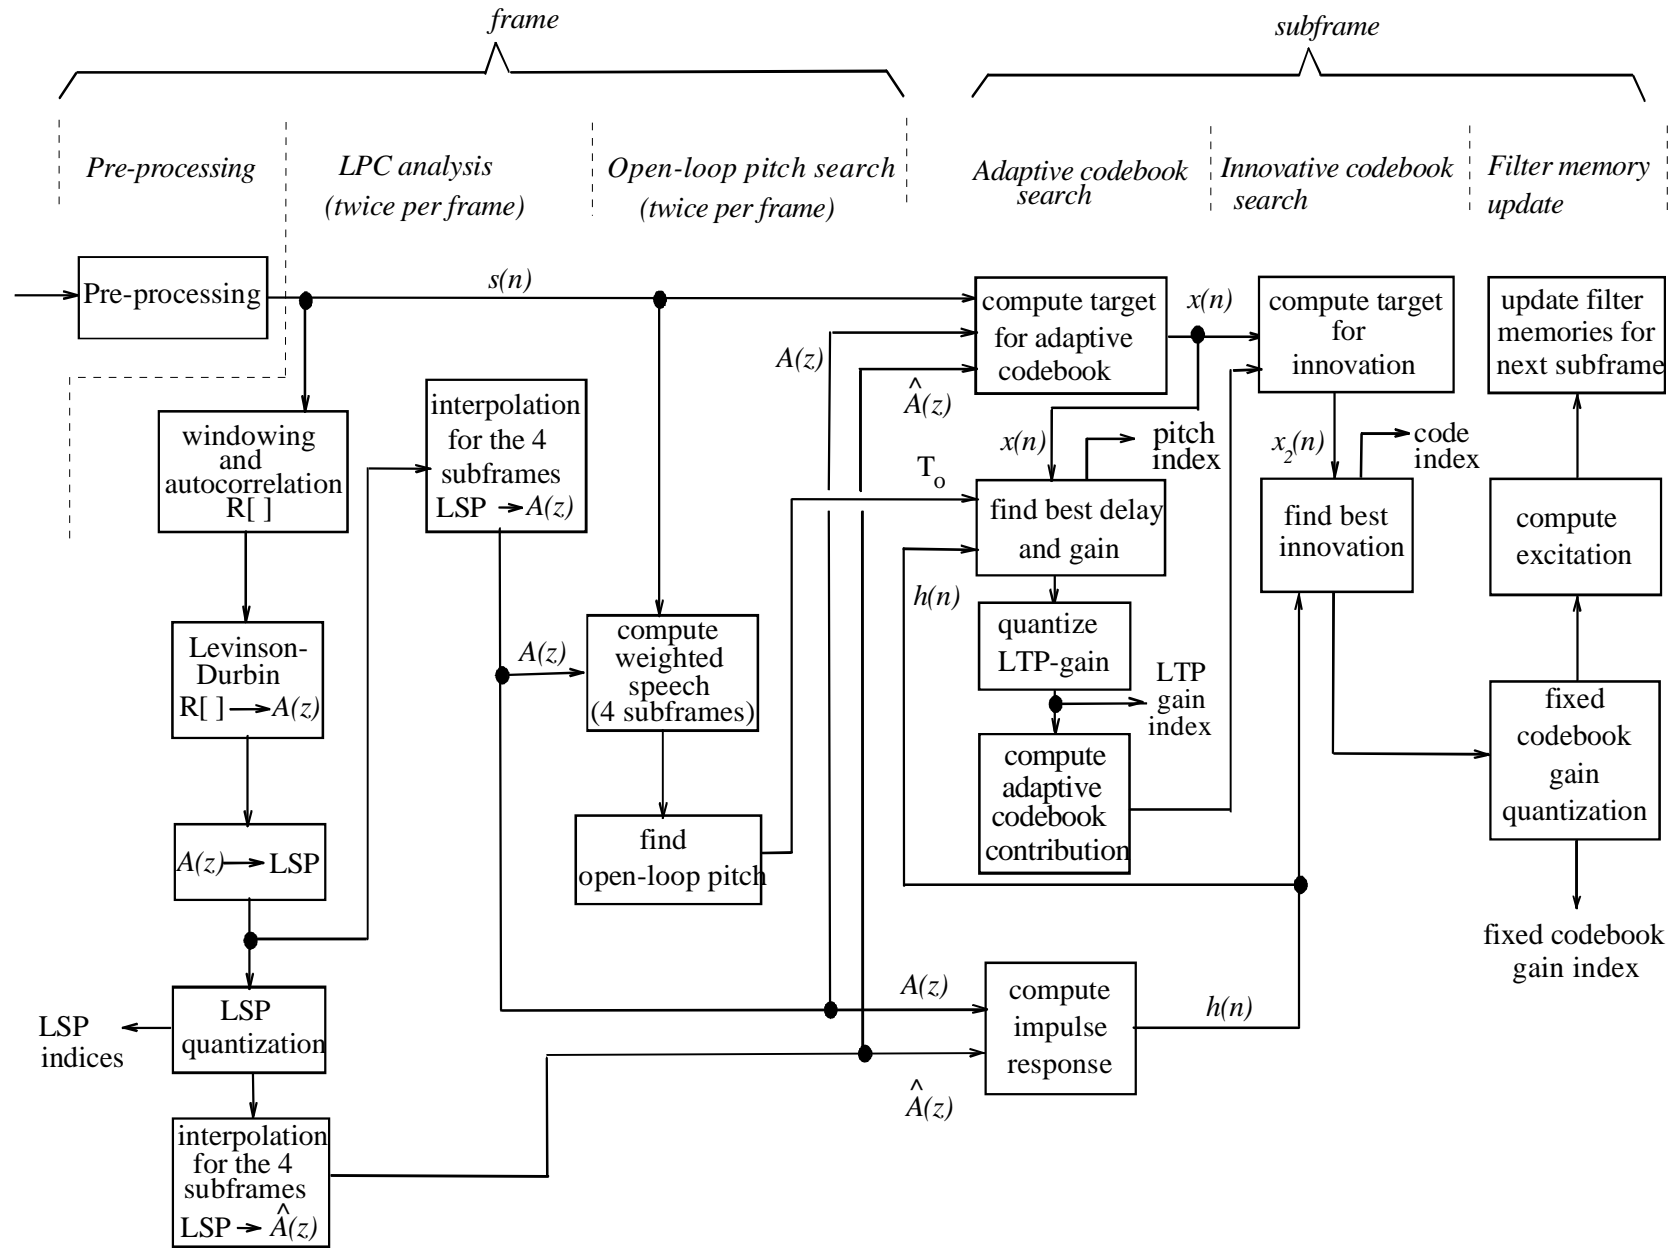 frame
subframe
Pre-processing
LPC analysis
(twice per frame)
Open-loop pitch search
(twice per frame)
Adaptive codebook
search
Innovative codebook
search
Filter memory
update
Pre-processing
s(n)
windowing
and
autocorrelation
R[ ]
Levinson-
Durbin
R[ ] → A(z)
A(z) → LSP
LSP
quantization
LSP
indices
interpolation
for the 4
subframes
LSP → Â(z)
interpolation
for the 4
subframes
LSP → A(z)
A(z)
compute
weighted
speech
(4 subframes)
find
open-loop pitch
T₀
A(z)
Â(z)
compute target
for adaptive
codebook
x(n)
x(n)
pitch
index
find best delay
and gain
h(n)
quantize
LTP-gain
LTP
gain
index
compute
adaptive
codebook
contribution
A(z)
Â(z)
compute
impulse
response
h(n)
compute target
for
innovation
x₂(n)
code
index
find best
innovation
update filter
memories for
next subframe
compute
excitation
fixed
codebook
gain
quantization
fixed codebook
gain index